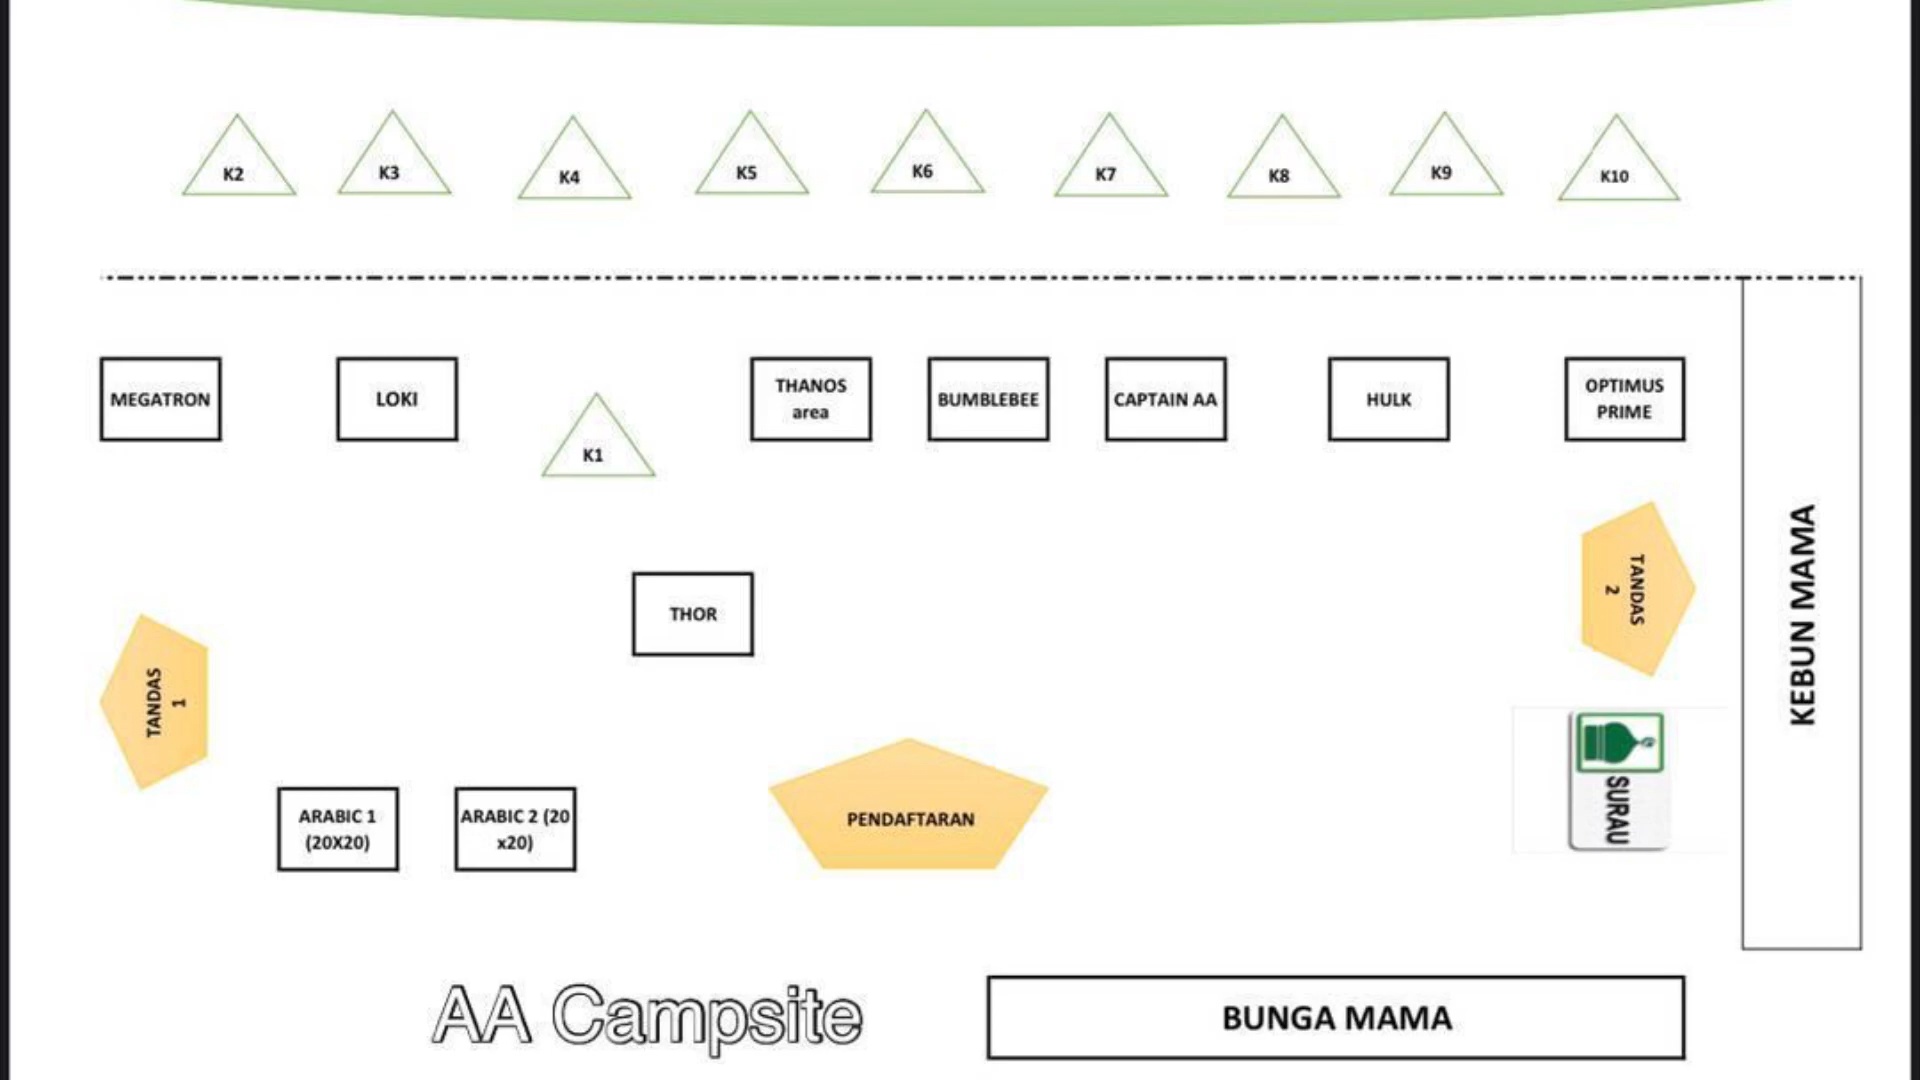 K2
K3
K4
K5
K6
K7
K8
K9
K10
MEGATRON
LOKI
K1
THANOS
area
BUMBLEBEE
CAPTAIN AA
HULK
OPTIMUS
PRIME
THOR
TANDAS
2
KEBUN MAMA
TANDAS
1
SURAU
ARABIC 1
(20X20)
ARABIC 2 (20
x20)
PENDAFTARAN
AA Campsite
BUNGA MAMA